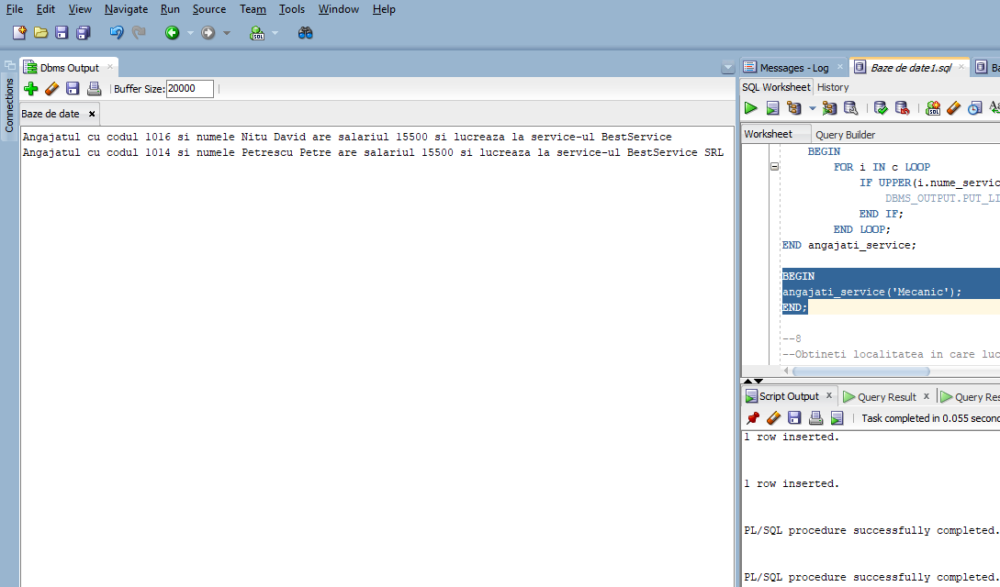 File Edit View Navigate Run Source Team Tools Window Help
Connections
Dbms Output
Buffer Size: 20000
Baze de date
Angajatul cu codul 1016 si numele Nitu David are salariul 15500 si lucreaza la service-ul BestService
Angajatul cu codul 1014 si numele Petrescu Petre are salariul 15500 si lucreaza la service-ul BestService SRL
Messages - Log Baze de date1.sql Ba
SQL Worksheet History
Worksheet Query Builder
BEGIN
FOR i IN c LOOP
IF UPPER(i.nume_servic
DBMS_OUTPUT.PUT_LI
END IF;
END LOOP;
END angajati_service;
BEGIN
angajati_service('Mecanic');
END;
--8
--Obtineti localitatea in care luc
Script Output Query Result Query Res
Task completed in 0.055 second
1 row inserted.
1 row inserted.
PL/SQL procedure successfully completed.
PL/SQL procedure successfully completed.